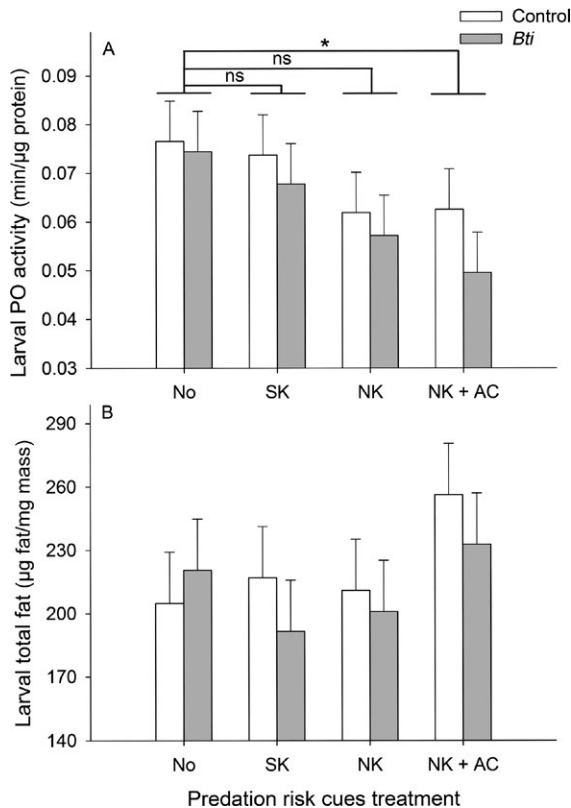 Control
Bti
A
*
ns
ns
Larval PO activity (min/µg protein)
0.09
0.08
0.07
0.06
0.05
0.04
0.03
No SK NK NK + AC
B
Larval total fat (µg fat/mg mass)
290
260
230
200
170
140
No SK NK NK + AC
Predation risk cues treatment